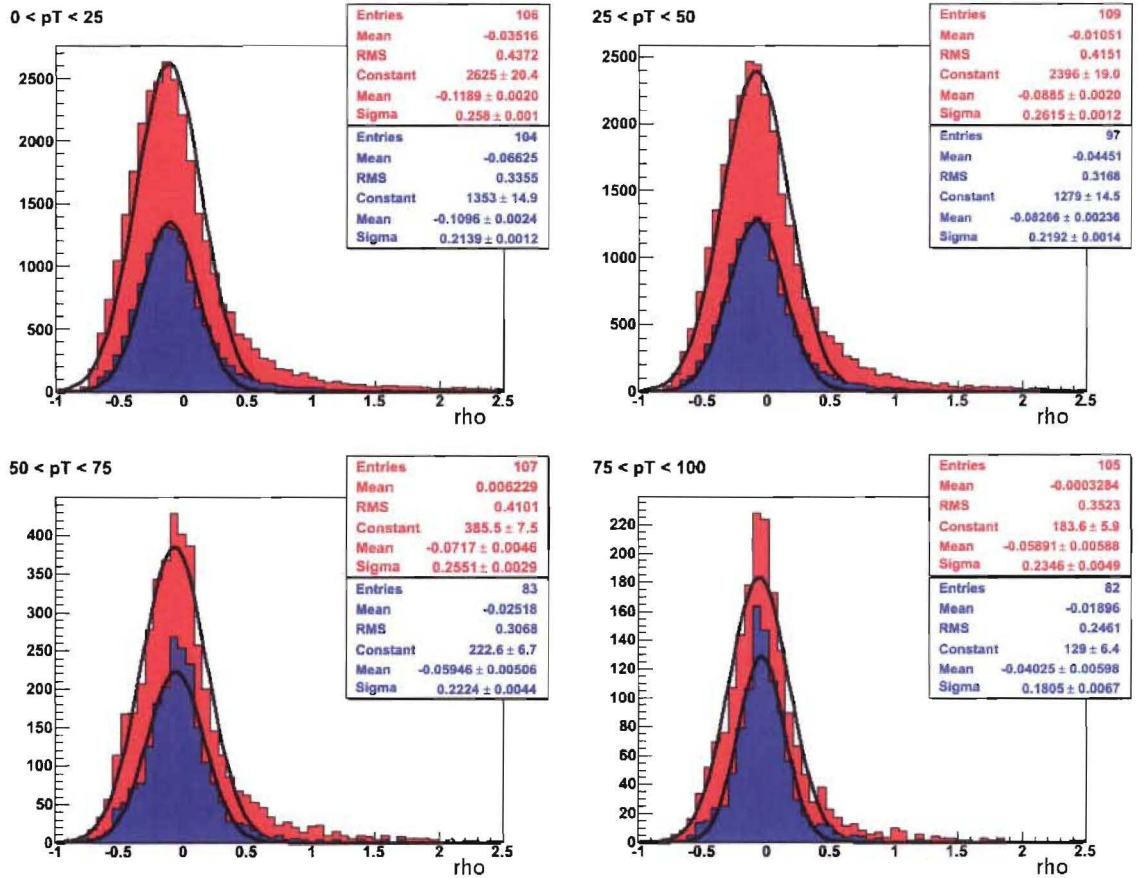 0 < pT < 25
Entries 106
Mean -0.03516
RMS 0.4372
Constant 2625 ± 20.4
Mean -0.1189 ± 0.0020
Sigma 0.258 ± 0.001
Entries 104
Mean -0.06625
RMS 0.3355
Constant 1353 ± 14.9
Mean -0.1096 ± 0.0024
Sigma 0.2139 ± 0.0012
2500
2000
1500
1000
500
0
-1 -0.5 0 0.5 1 1.5 2 2.5
rho
25 < pT < 50
Entries 109
Mean -0.01051
RMS 0.4151
Constant 2396 ± 19.0
Mean -0.0885 ± 0.0020
Sigma 0.2615 ± 0.0012
Entries 97
Mean -0.04451
RMS 0.3168
Constant 1279 ± 14.5
Mean -0.08266 ± 0.00236
Sigma 0.2192 ± 0.0014
2500
2000
1500
1000
500
0
-1 -0.5 0 0.5 1 1.5 2 2.5
rho
50 < pT < 75
Entries 107
Mean 0.006229
RMS 0.4101
Constant 385.5 ± 7.5
Mean -0.0717 ± 0.0046
Sigma 0.2551 ± 0.0029
Entries 83
Mean -0.02518
RMS 0.3068
Constant 222.6 ± 6.7
Mean -0.05946 ± 0.00506
Sigma 0.2224 ± 0.0044
400
350
300
250
200
150
100
50
0
-1 -0.5 0 0.5 1 1.5 2 2.5
rho
75 < pT < 100
Entries 105
Mean -0.0003284
RMS 0.3523
Constant 183.6 ± 5.9
Mean -0.05891 ± 0.00588
Sigma 0.2346 ± 0.0049
Entries 82
Mean -0.01896
RMS 0.2461
Constant 129 ± 6.4
Mean -0.04025 ± 0.00598
Sigma 0.1805 ± 0.0067
220
200
180
160
140
120
100
80
60
40
20
0
-1 -0.5 0 0.5 1 1.5 2 2.5
rho